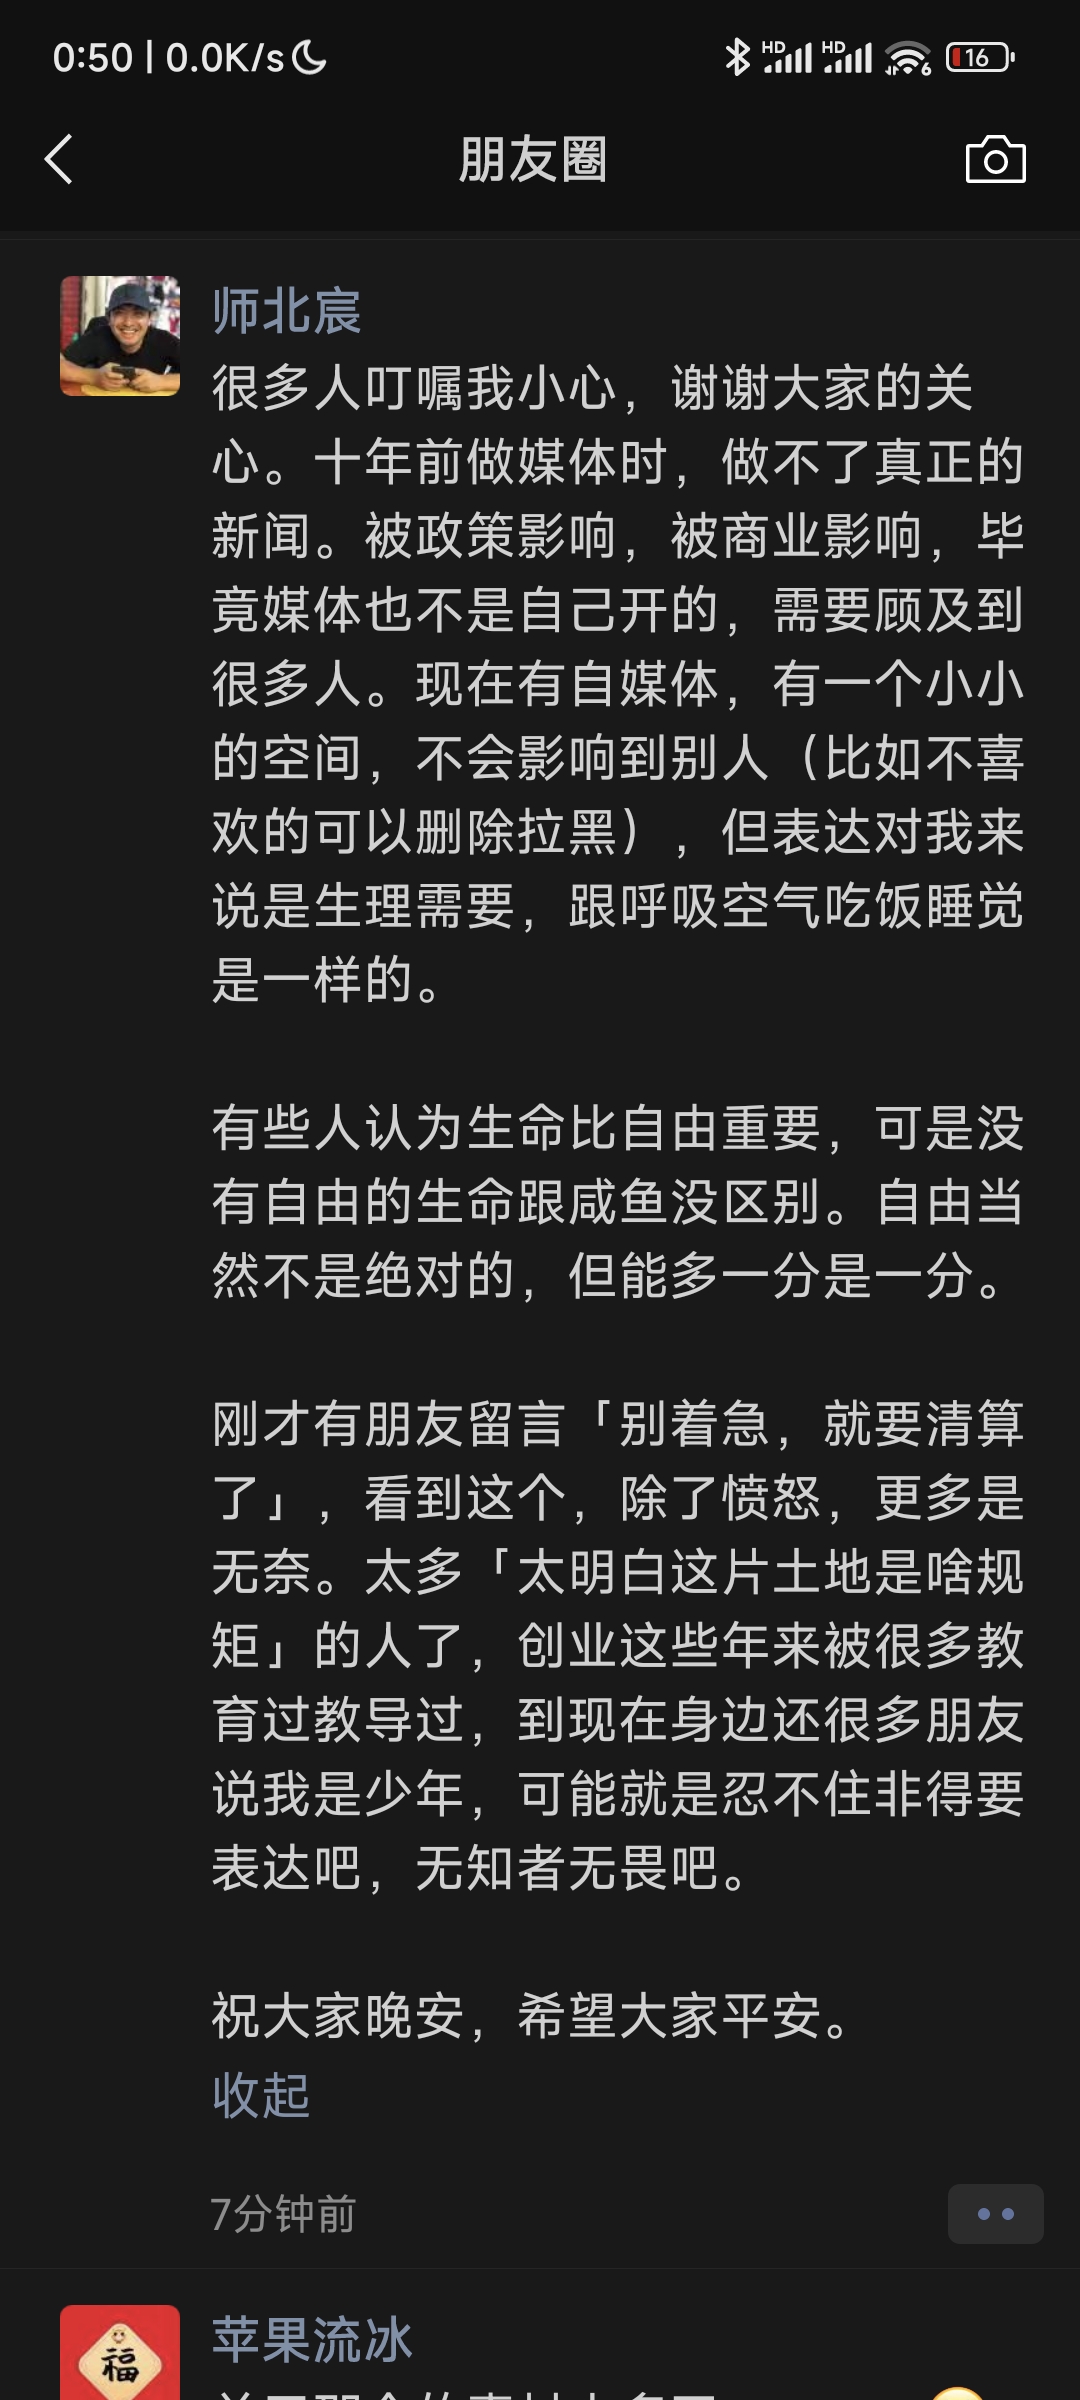 0:50 | 0.0K/s
HD HD 6 16
朋友圈
师北宸
很多人叮嘱我小心，谢谢大家的关
心。十年前做媒体时，做不了真正的
新闻。被政策影响，被商业影响，毕
竟媒体也不是自己开的，需要顾及到
很多人。现在有自媒体，有一个小小
的空间，不会影响到别人（比如不喜
欢的可以删除拉黑），但表达对我来
说是生理需要，跟呼吸空气吃饭睡觉
是一样的。
有些人认为生命比自由重要，可是没
有自由的生命跟咸鱼没区别。自由当
然不是绝对的，但能多一分是一分。
刚才有朋友留言「别着急，就要清算
了」，看到这个，除了愤怒，更多是
无奈。太多「太明白这片土地是啥规
矩」的人了，创业这些年来被很多教
育过教导过，到现在身边还很多朋友
说我是少年，可能就是忍不住非得要
表达吧，无知者无畏吧。
祝大家晚安，希望大家平安。
收起
7分钟前
福
苹果流冰